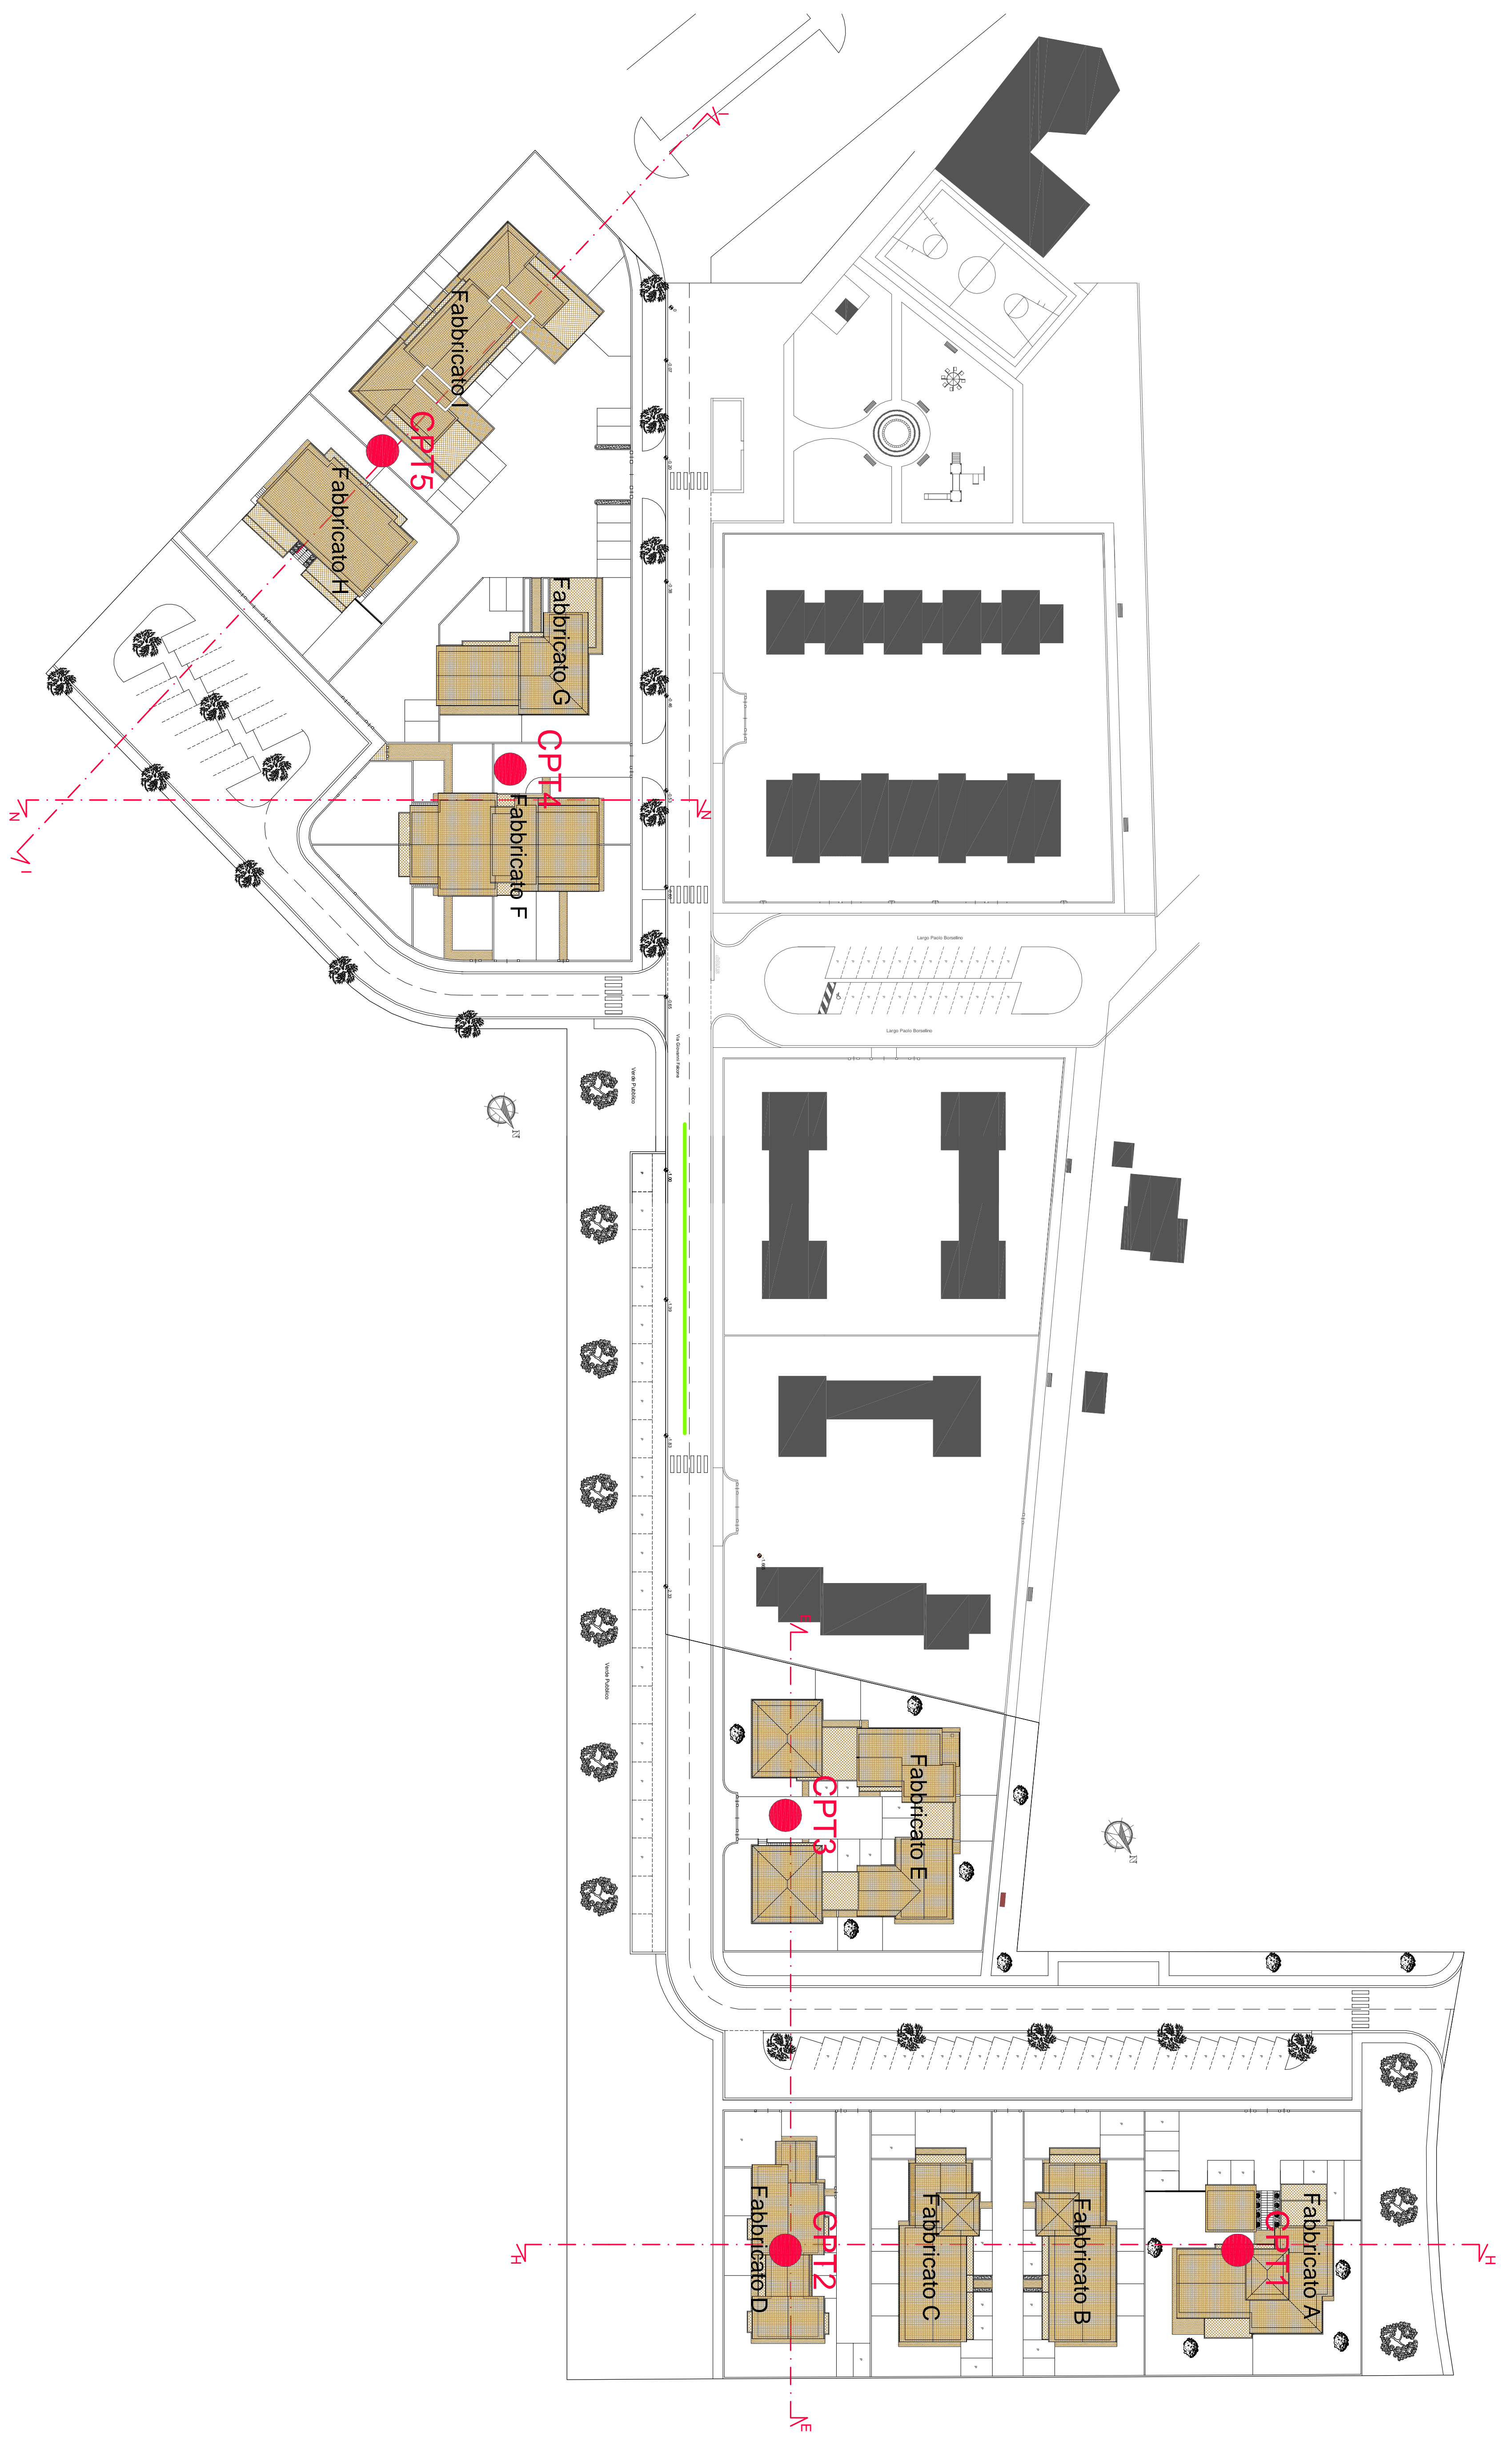 I
I
Fabbricato I
CPT5
Fabbricato H
Fabbricato G
CPT4
Fabbricato F
N
N
Largo Paolo Borsellino
Largo Paolo Borsellino
Via Giovanni Falcone
Verde Pubblico
N
Verde Pubblico
E
CPT3
Fabbricato E
N
Fabbricato D
CPT2
Fabbricato C
Fabbricato B
CPT1
Fabbricato A
H
H
E